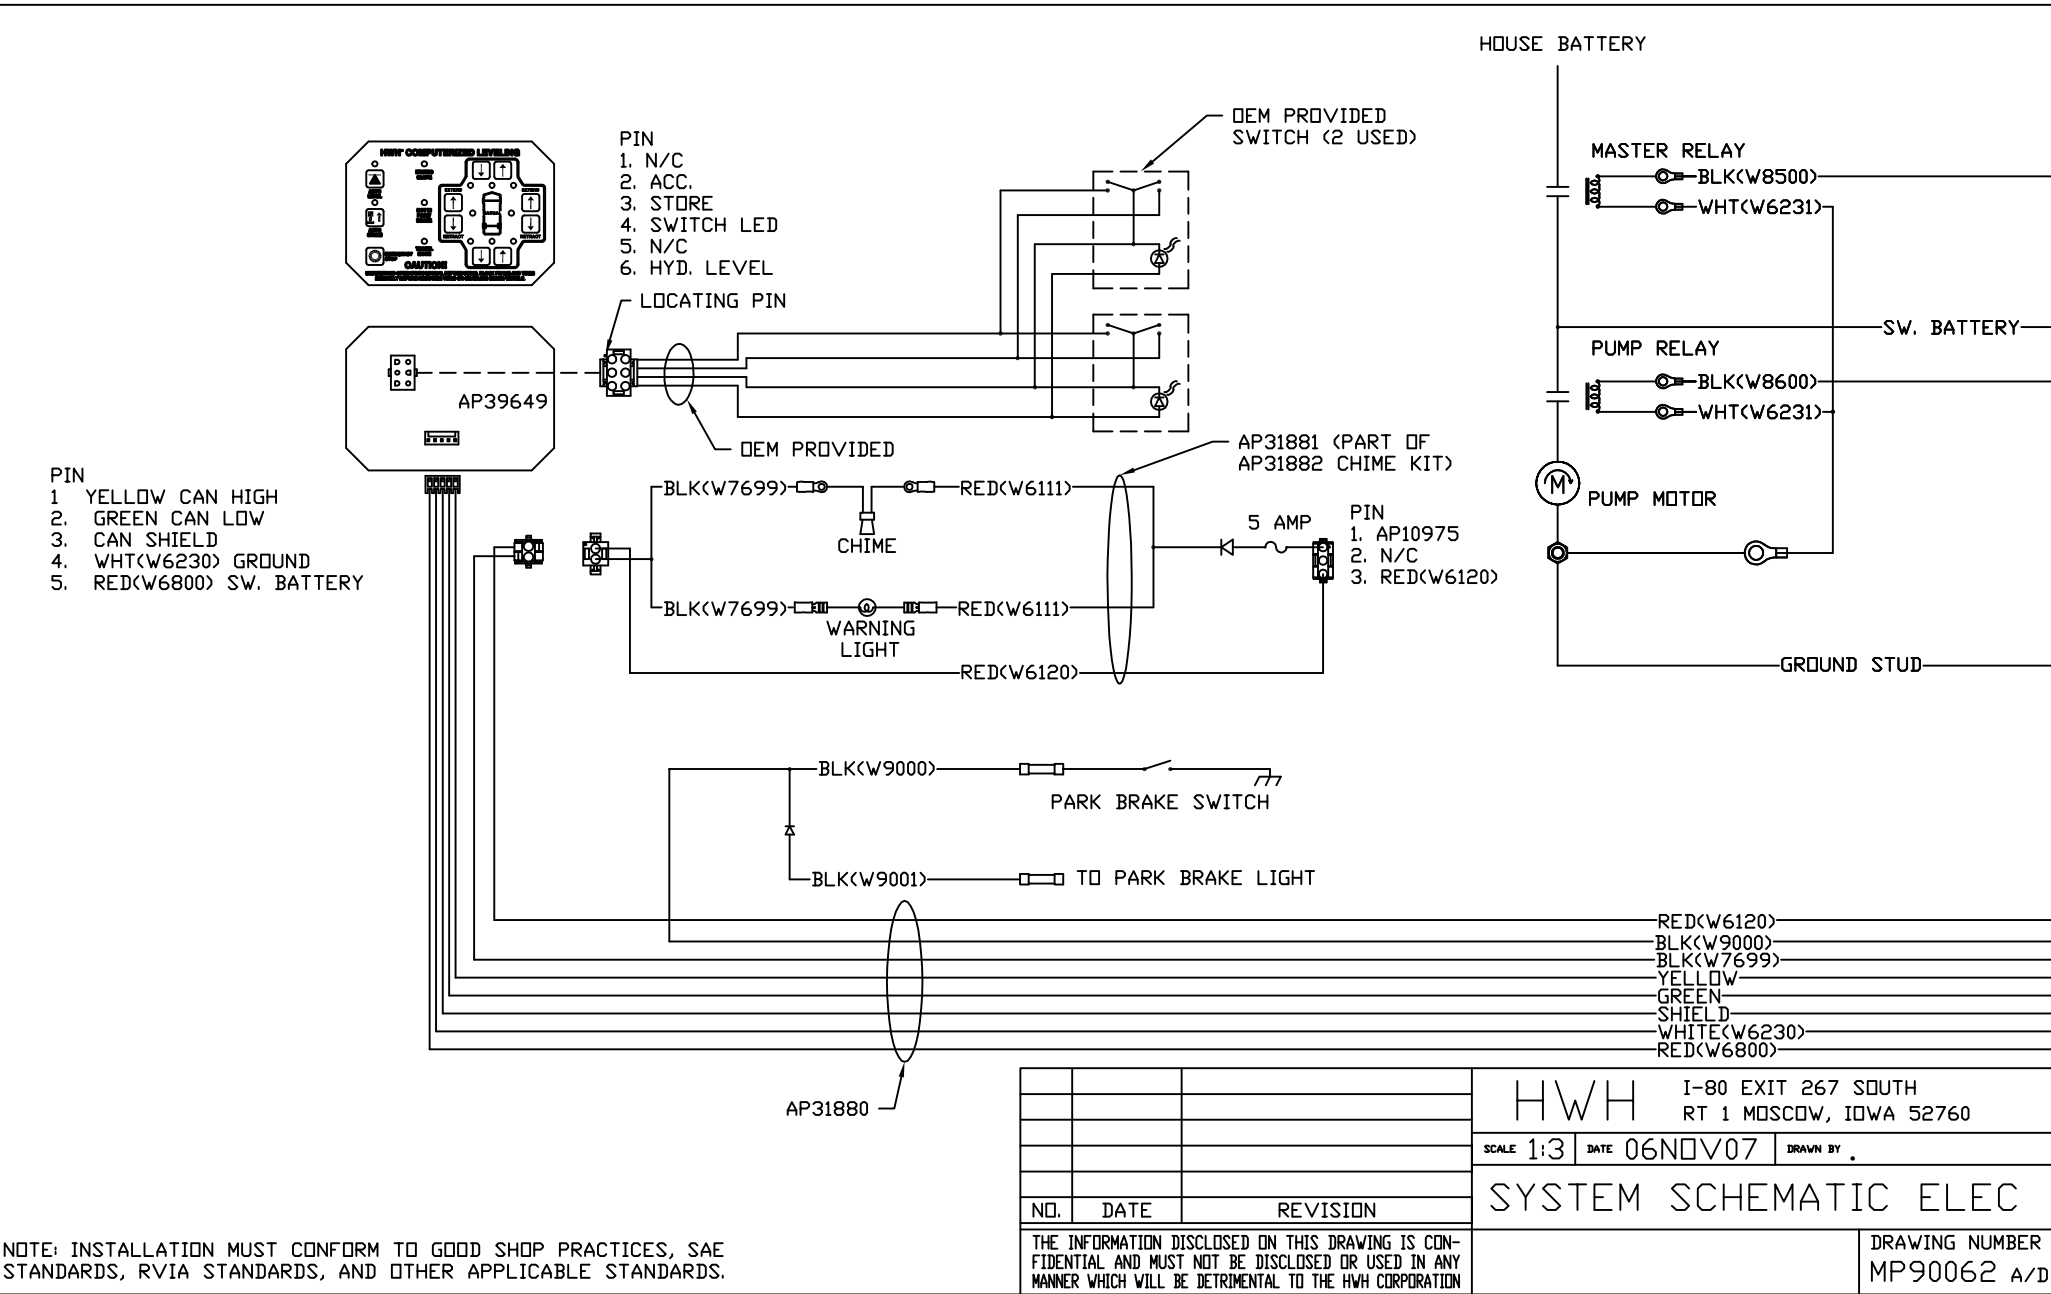 HOUSE BATTERY
OEM PROVIDED
SWITCH (2 USED)
HWH COMPUTERIZED LEVELING
CAUTION!
PIN
1. N/C
2. ACC.
3. STORE
4. SWITCH LED
5. N/C
6. HYD. LEVEL
LOCATING PIN
MASTER RELAY
BLK(W8500)
WHT(W6231)
SW. BATTERY
PUMP RELAY
BLK(W8600)
WHT(W6231)
AP39649
OEM PROVIDED
AP31881 (PART OF
AP31882 CHIME KIT)
PIN
1 YELLOW CAN HIGH
2. GREEN CAN LOW
3. CAN SHIELD
4. WHT(W6230) GROUND
5. RED(W6800) SW. BATTERY
BLK(W7699)
RED(W6111)
CHIME
5 AMP
PIN
1. AP10975
2. N/C
3. RED(W6120)
M
PUMP MOTOR
BLK(W7699)
RED(W6111)
WARNING
LIGHT
RED(W6120)
GROUND STUD
BLK(W9000)
PARK BRAKE SWITCH
BLK(W9001)
TO PARK BRAKE LIGHT
RED(W6120)
BLK(W9000)
BLK(W7699)
YELLOW
GREEN
SHIELD
WHITE(W6230)
RED(W6800)
AP31880
HWH
I-80 EXIT 267 SOUTH
RT 1 MOSCOW, IOWA 52760
SCALE 1:3 DATE 06NOV07 DRAWN BY .
SYSTEM SCHEMATIC ELEC
NO. DATE REVISION
THE INFORMATION DISCLOSED ON THIS DRAWING IS CON-
FIDENTIAL AND MUST NOT BE DISCLOSED OR USED IN ANY
MANNER WHICH WILL BE DETRIMENTAL TO THE HWH CORPORATION
DRAWING NUMBER
MP90062 A/D
NOTE: INSTALLATION MUST CONFORM TO GOOD SHOP PRACTICES, SAE
STANDARDS, RVIA STANDARDS, AND OTHER APPLICABLE STANDARDS.